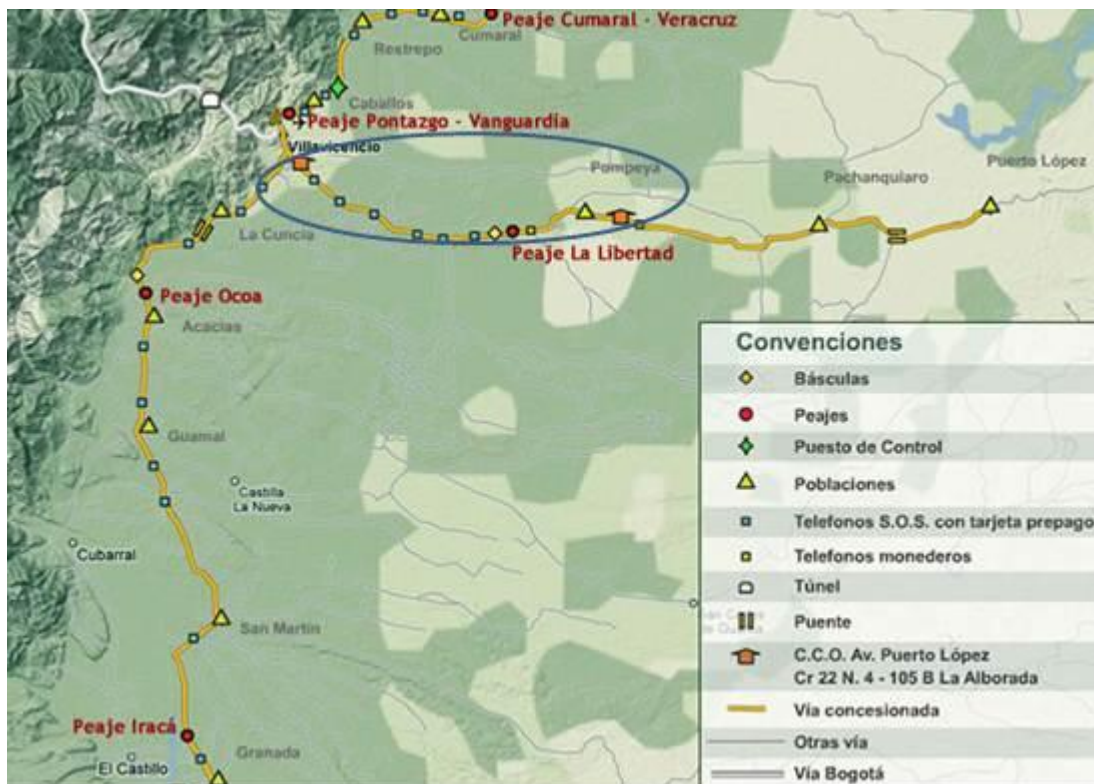 Peaje Cumaral - Veracruz
Cumaral
Restrepo
Caballos
Peaje Pontazgo - Vanguardia
Villavicencio
Pompeya
Puerto López
Pachanquiaro
La Cuncia
Peaje La Libertad
Peaje Ocoa
Acacias
Guamal
Castilla
La Nueva
Cubarral
San Martín
Peaje Iracá
Granada
El Castillo
Convenciones
Básculas
Peajes
Puesto de Control
Poblaciones
Telefonos S.O.S. con tarjeta prepago
Telefonos monederos
Túnel
Puente
C.C.O. Av. Puerto López
Cr 22 N. 4 - 105 B La Alborada
Vía concesionada
Otras vía
Vía Bogotá